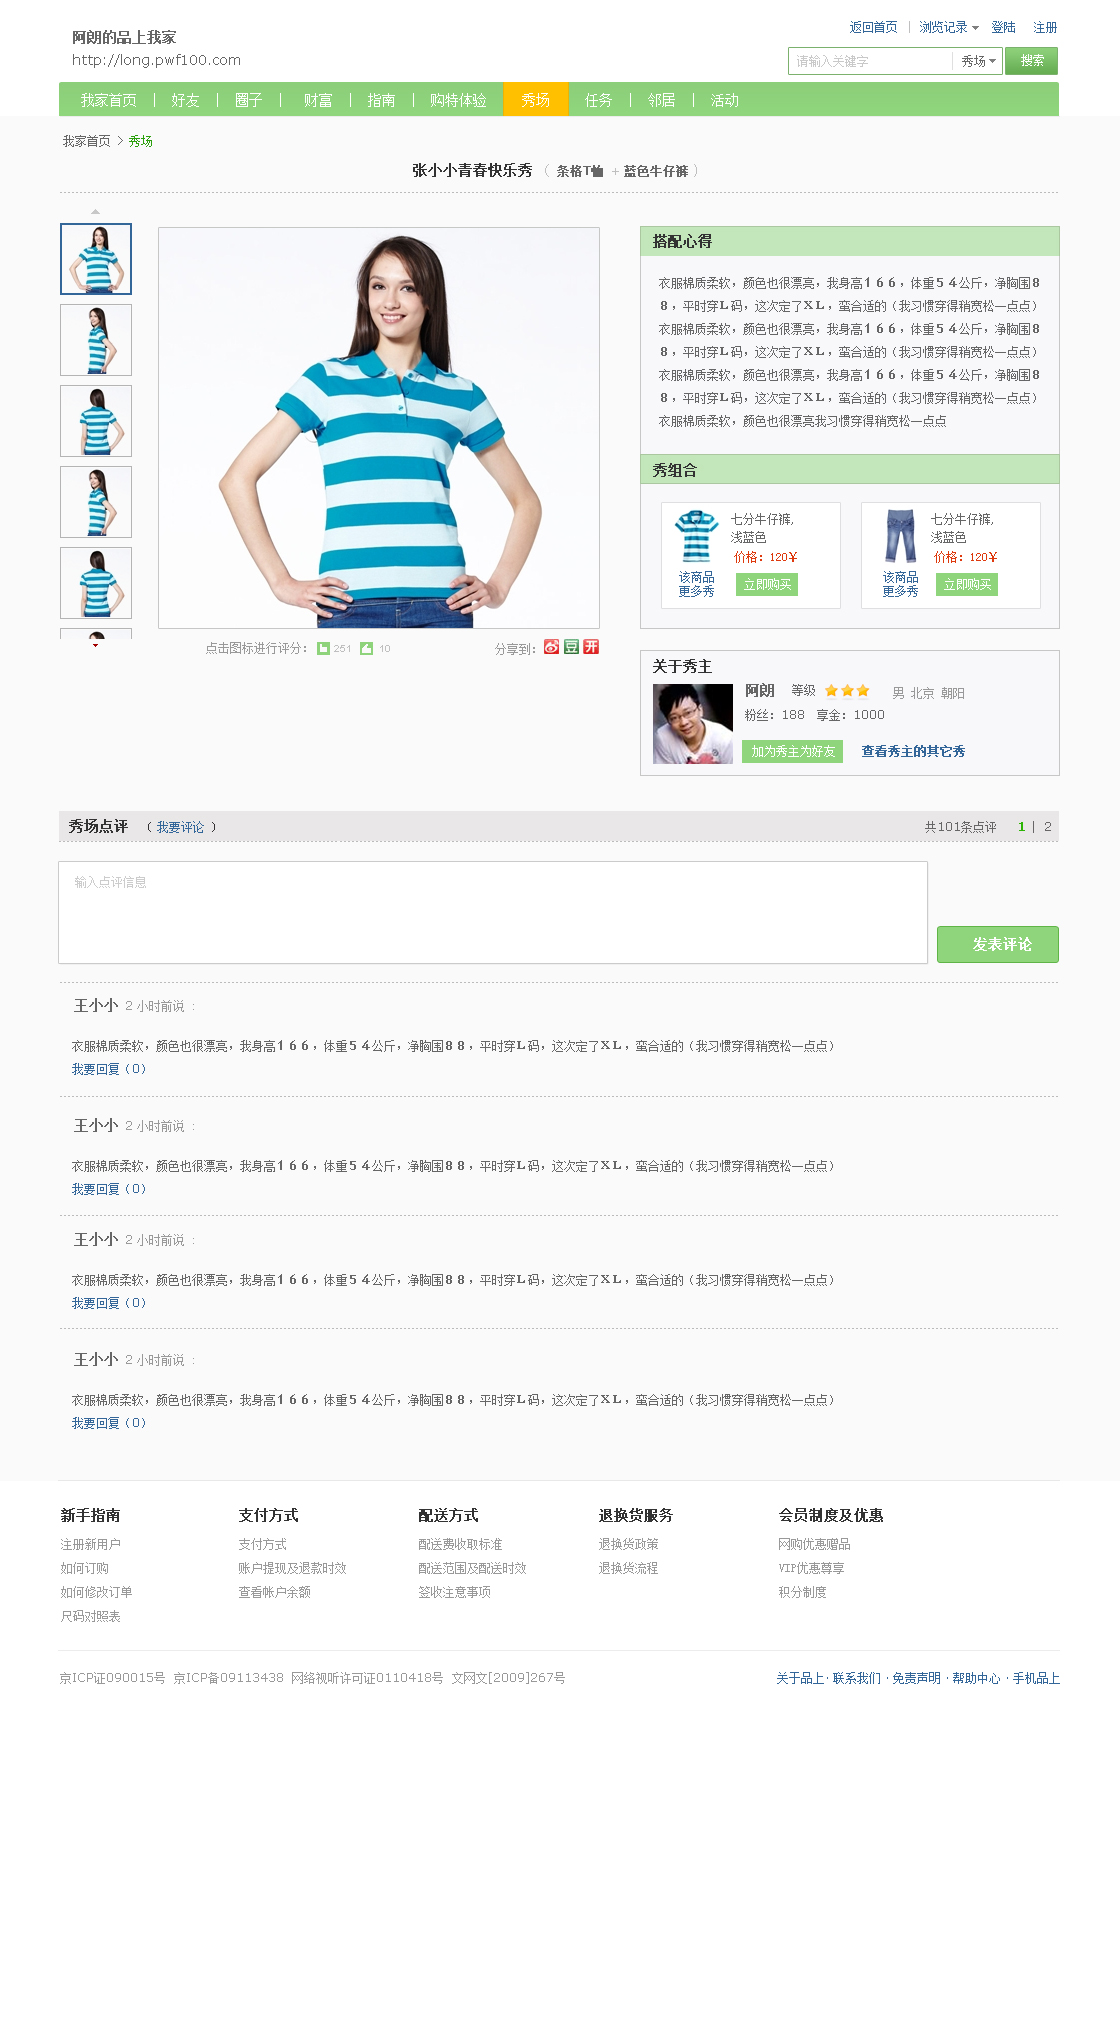 阿朗的品上我家
http://long.pwf100.com
返回首页 | 浏览记录 登陆 注册
请输入关键字 秀场 搜索
我家首页 | 好友 | 圈子 | 财富 | 指南 | 购特体验 秀场 任务 | 邻居 | 活动
我家首页 > 秀场
张小小青春快乐秀 ( 条格T恤 + 蓝色牛仔裤 )
搭配心得
衣服棉质柔软，颜色也很漂亮，我身高１６６，体重５４公斤，净胸围８
８，平时穿Ｌ码，这次定了ＸＬ，蛮合适的（我习惯穿得稍宽松一点点）
衣服棉质柔软，颜色也很漂亮，我身高１６６，体重５４公斤，净胸围８
８，平时穿Ｌ码，这次定了ＸＬ，蛮合适的（我习惯穿得稍宽松一点点）
衣服棉质柔软，颜色也很漂亮，我身高１６６，体重５４公斤，净胸围８
８，平时穿Ｌ码，这次定了ＸＬ，蛮合适的（我习惯穿得稍宽松一点点）
衣服棉质柔软，颜色也很漂亮我习惯穿得稍宽松一点点
秀组合
七分牛仔裤,
浅蓝色
价格：120￥
该商品
更多秀
立即购买
七分牛仔裤,
浅蓝色
价格：120￥
该商品
更多秀
立即购买
点击图标进行评分： 251 10 分享到： 豆 开
关于秀主
阿朗 等级 男 北京 朝阳
粉丝：188 享金：1000
加为秀主为好友 查看秀主的其它秀
秀场点评 （ 我要评论 ） 共101条点评 1 | 2
输入点评信息
发表评论
王小小 2 小时前说 :
衣服棉质柔软，颜色也很漂亮，我身高１６６，体重５４公斤，净胸围８８，平时穿Ｌ码，这次定了ＸＬ，蛮合适的（我习惯穿得稍宽松一点点）
我要回复（0）
王小小 2 小时前说 :
衣服棉质柔软，颜色也很漂亮，我身高１６６，体重５４公斤，净胸围８８，平时穿Ｌ码，这次定了ＸＬ，蛮合适的（我习惯穿得稍宽松一点点）
我要回复（0）
王小小 2 小时前说 :
衣服棉质柔软，颜色也很漂亮，我身高１６６，体重５４公斤，净胸围８８，平时穿Ｌ码，这次定了ＸＬ，蛮合适的（我习惯穿得稍宽松一点点）
我要回复（0）
王小小 2 小时前说 :
衣服棉质柔软，颜色也很漂亮，我身高１６６，体重５４公斤，净胸围８８，平时穿Ｌ码，这次定了ＸＬ，蛮合适的（我习惯穿得稍宽松一点点）
我要回复（0）
新手指南 支付方式 配送方式 退换货服务 会员制度及优惠
注册新用户 支付方式 配送费收取标准 退换货政策 网购优惠赠品
如何订购 账户提现及退款时效 配送范围及配送时效 退换货流程 VIP优惠尊享
如何修改订单 查看帐户余额 签收注意事项 积分制度
尺码对照表
京ICP证090015号 京ICP备09113438 网络视听许可证0110418号 文网文[2009]267号 关于品上·联系我们 ·免责声明 ·帮助中心 ·手机品上